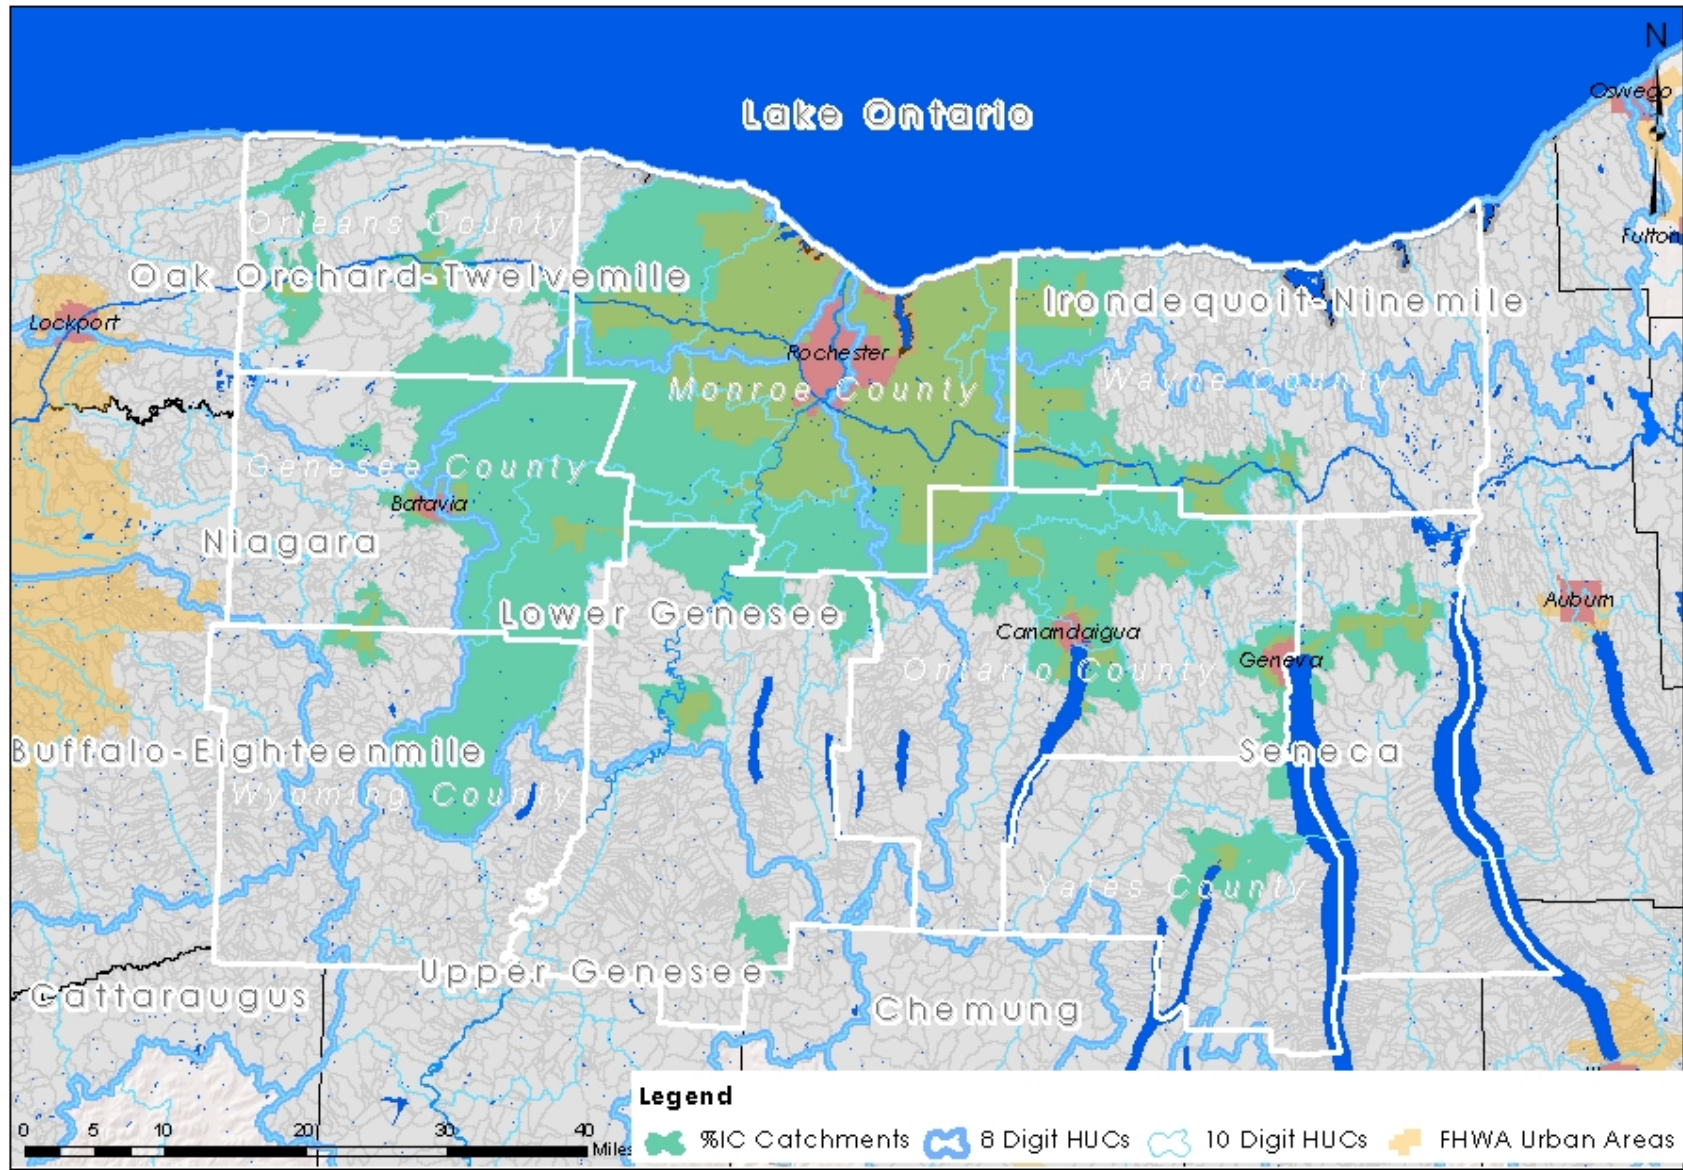 N
Oswego
Lake Ontario
Fulton
Orleans County
Oak Orchard-Twelvemile
Irondequoit-Ninemile
Lockport
Rochester
Monroe County
Wayne County
Genesee County
Batavia
Niagara
Lower Genesee
Auburn
Canandaigua
Ontario County
Geneva
Buffalo-Eighteenmile
Seneca
Wyoming County
Yates County
Upper Genesee
Cattaraugus
Chemung
Legend
0 5 10 20 30 40 Miles
%IC Catchments 8 Digit HUCs 10 Digit HUCs FHWA Urban Areas